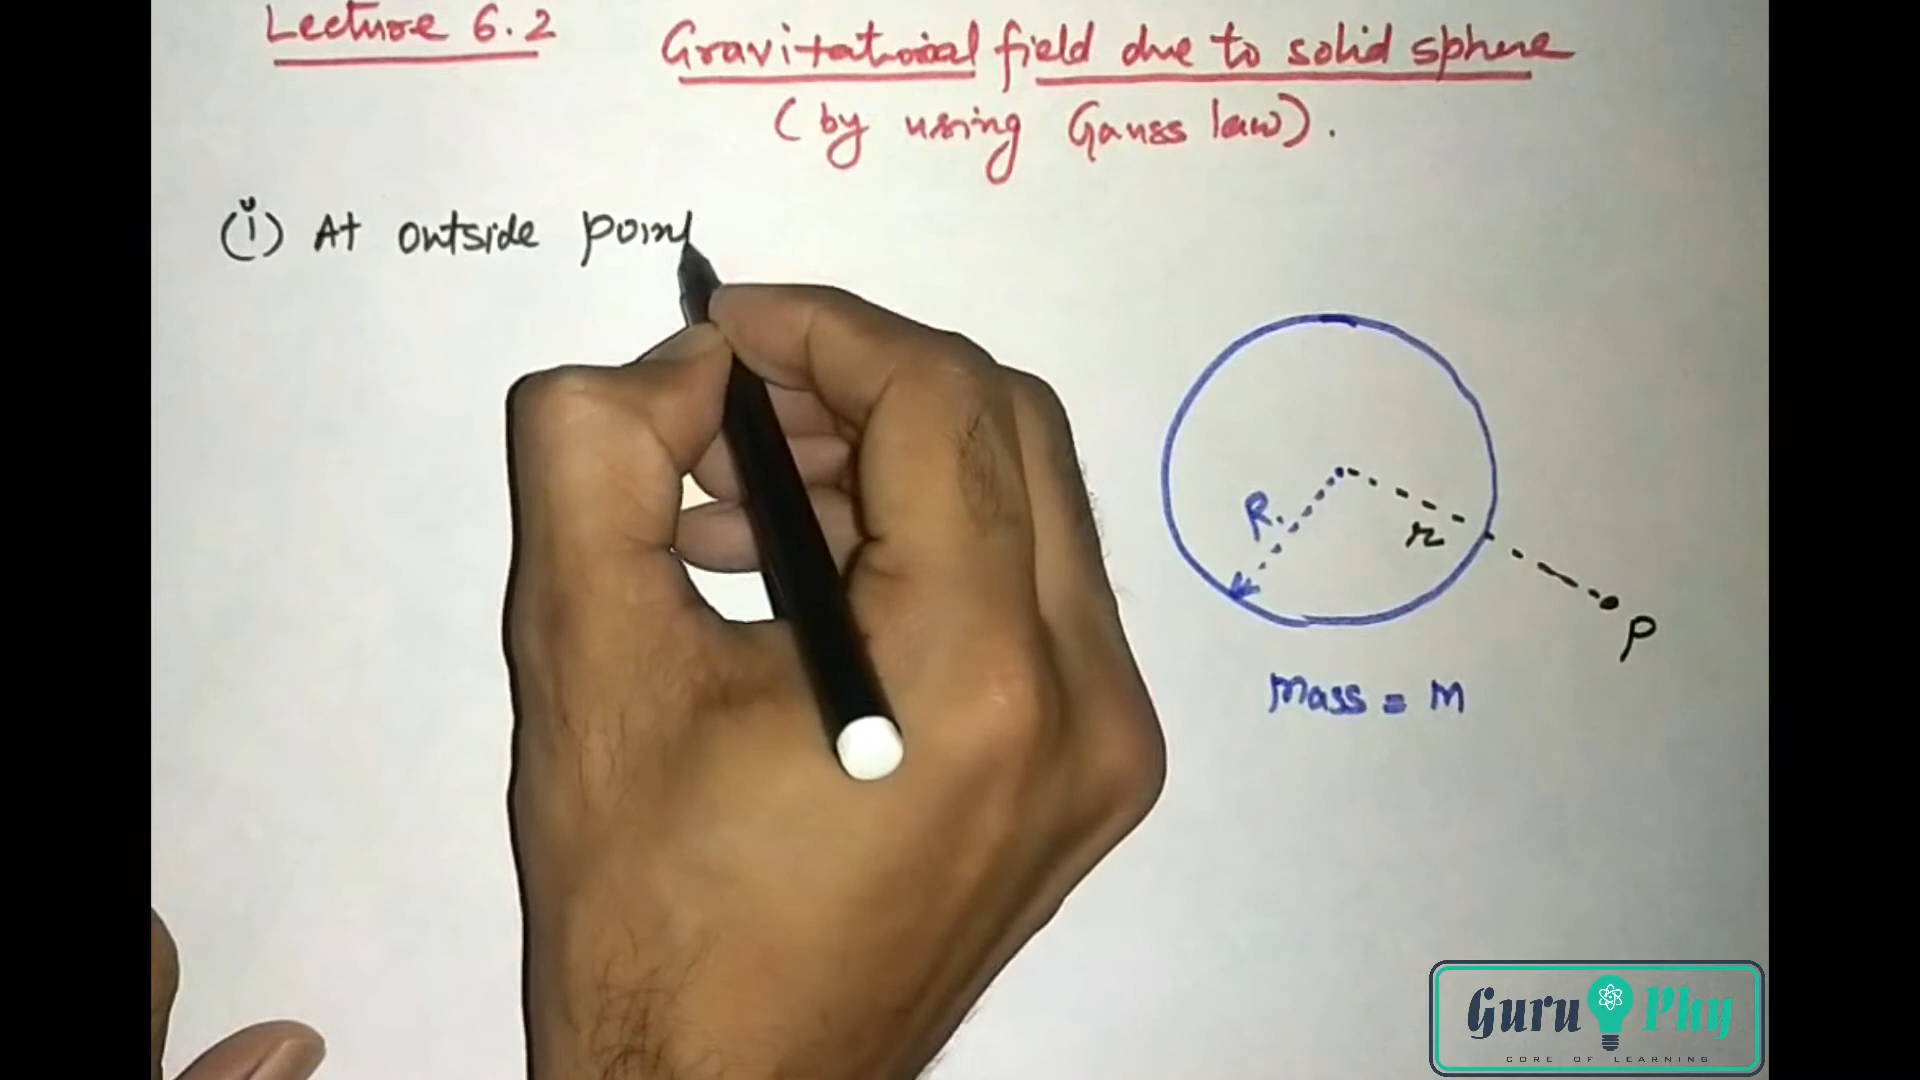 Lecture 6.2
Gravitational field due to solid sphere
(by using Gauss law).
(i) At outside point
R.
r
P
Mass = M
Guru Phy
CORE OF LEARNING